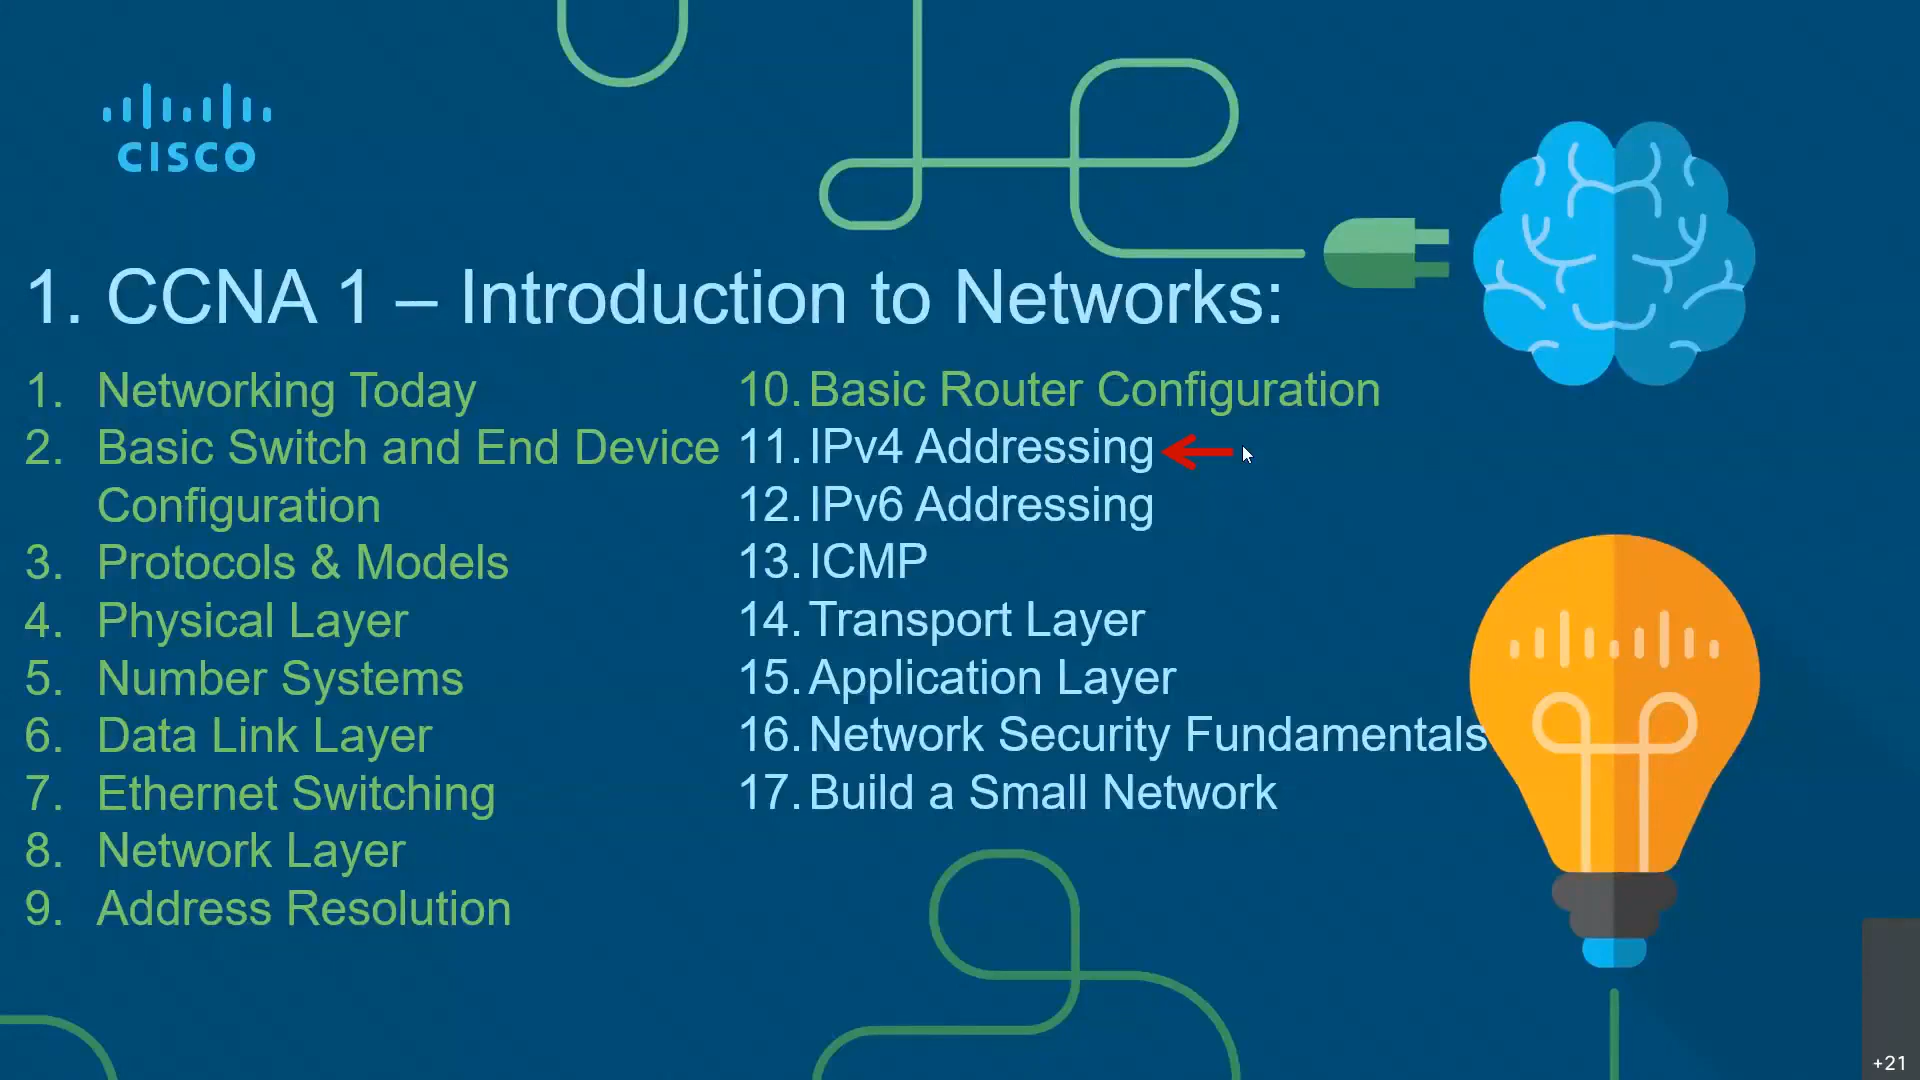 CISCO
1. CCNA 1 – Introduction to Networks:
1. Networking Today
2. Basic Switch and End Device
Configuration
3. Protocols & Models
4. Physical Layer
5. Number Systems
6. Data Link Layer
7. Ethernet Switching
8. Network Layer
9. Address Resolution
10. Basic Router Configuration
11. IPv4 Addressing
12. IPv6 Addressing
13. ICMP
14. Transport Layer
15. Application Layer
16. Network Security Fundamentals
17. Build a Small Network
+21